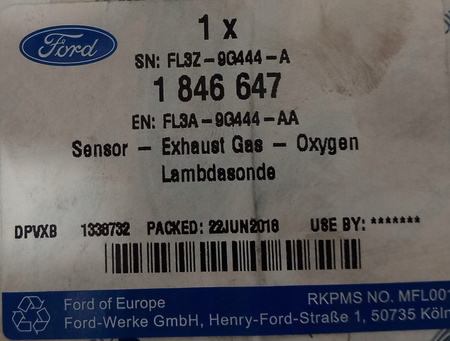 Ford
1 x
SN: FL3Z-9G444-A
1 846 647
EN: FL3A-9G444-AA
Sensor - Exhaust Gas - Oxygen
Lambdasonde
DPVXB 1338732 PACKED: 22JUN2018 USE BY: *******
Ford of Europe RKPMS NO. MFL001
Ford-Werke GmbH, Henry-Ford-Straße 1, 50735 Köln